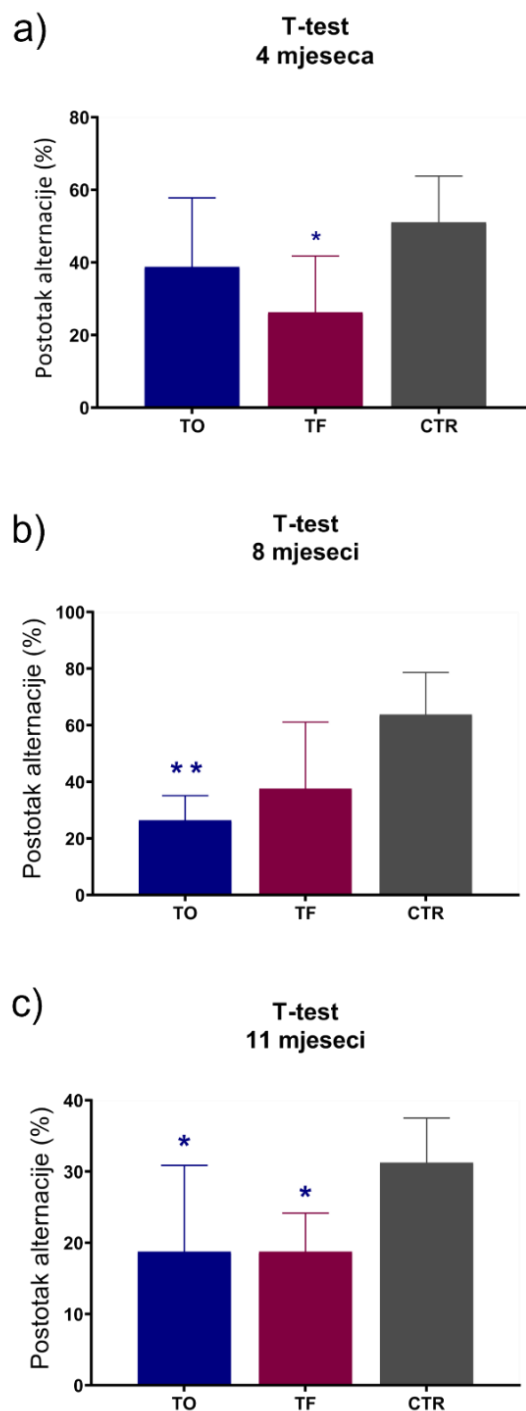 a)
T-test
4 mjeseca
Postotak alternacije (%)
80
60
40
20
0
*
TO TF CTR
b)
T-test
8 mjeseci
Postotak alternacije (%)
100
80
60
40
20
0
* *
TO TF CTR
c)
T-test
11 mjeseci
Postotak alternacije (%)
40
30
20
10
0
*
*
TO TF CTR